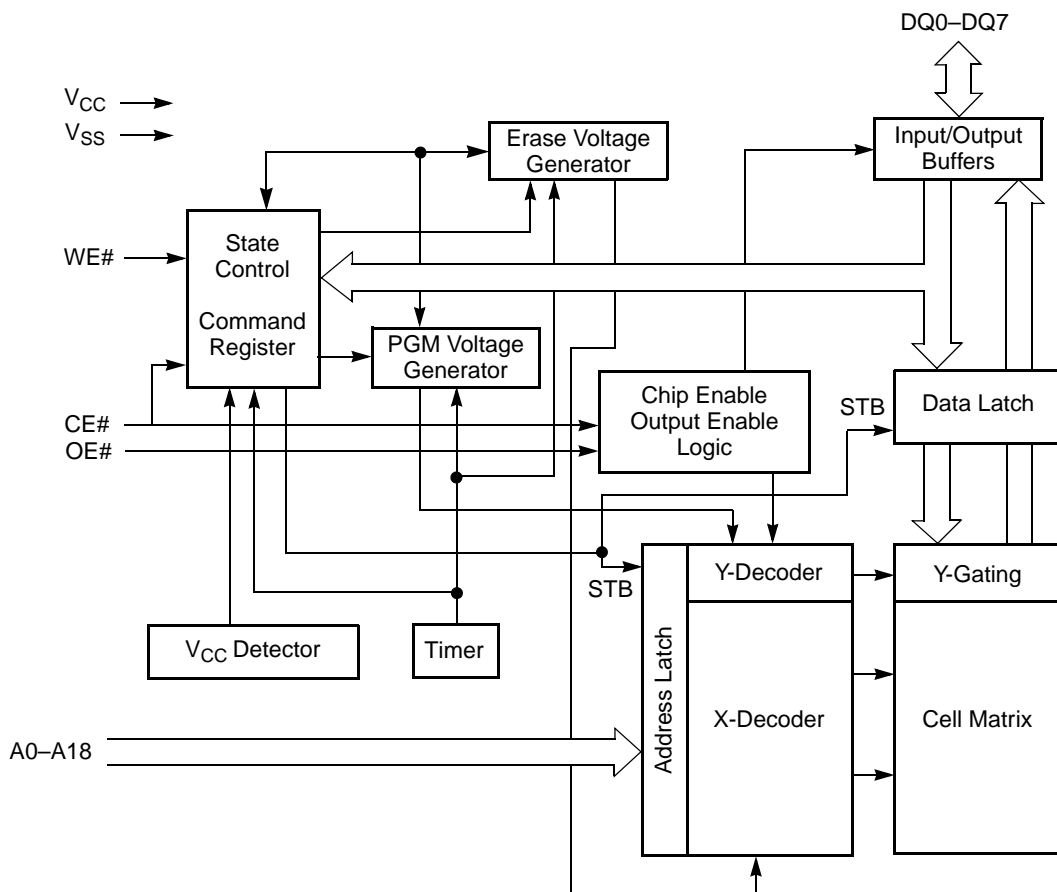 DQ0–DQ7
VCC
VSS
Erase Voltage
Generator
Input/Output
Buffers
WE#
State
Control
Command
Register
PGM Voltage
Generator
CE#
OE#
Chip Enable
Output Enable
Logic
STB
Data Latch
STB
Y-Decoder
Y-Gating
VCC Detector
Timer
Address Latch
X-Decoder
Cell Matrix
A0–A18